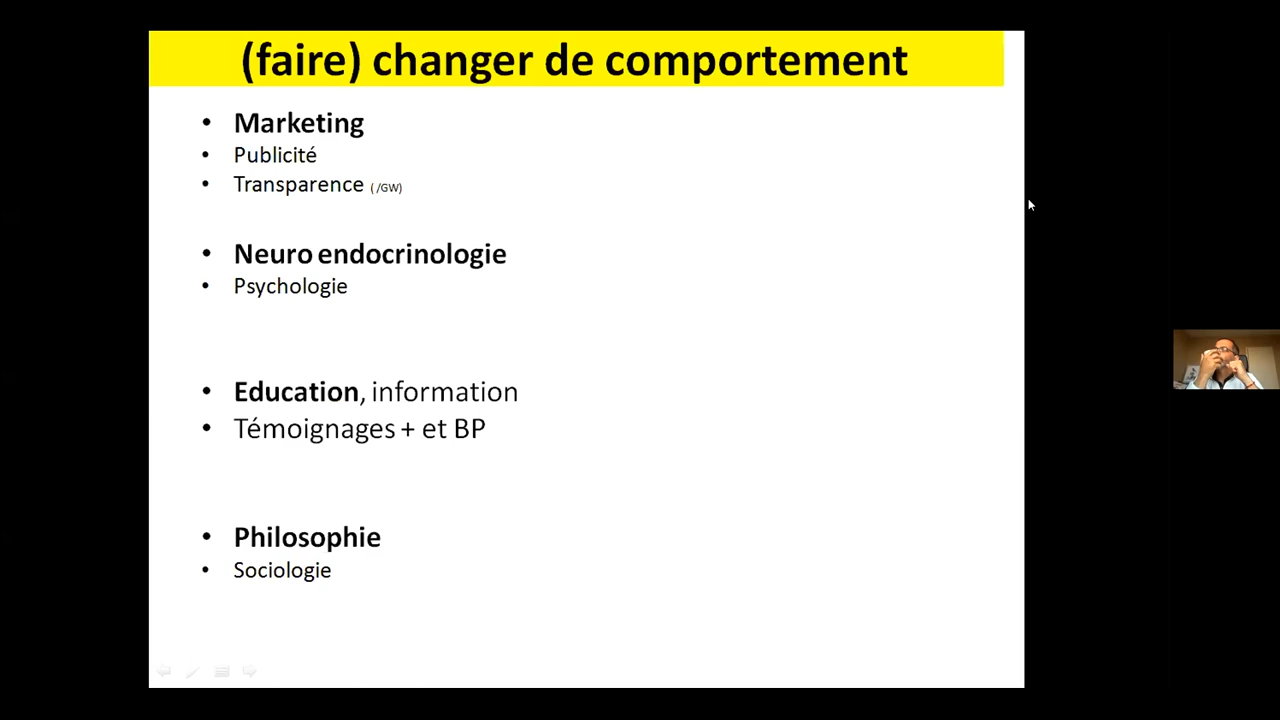 (faire) changer de comportement
• Marketing
• Publicité
• Transparence ( /GW)
• Neuro endocrinologie
• Psychologie
• Education, information
• Témoignages + et BP
• Philosophie
• Sociologie